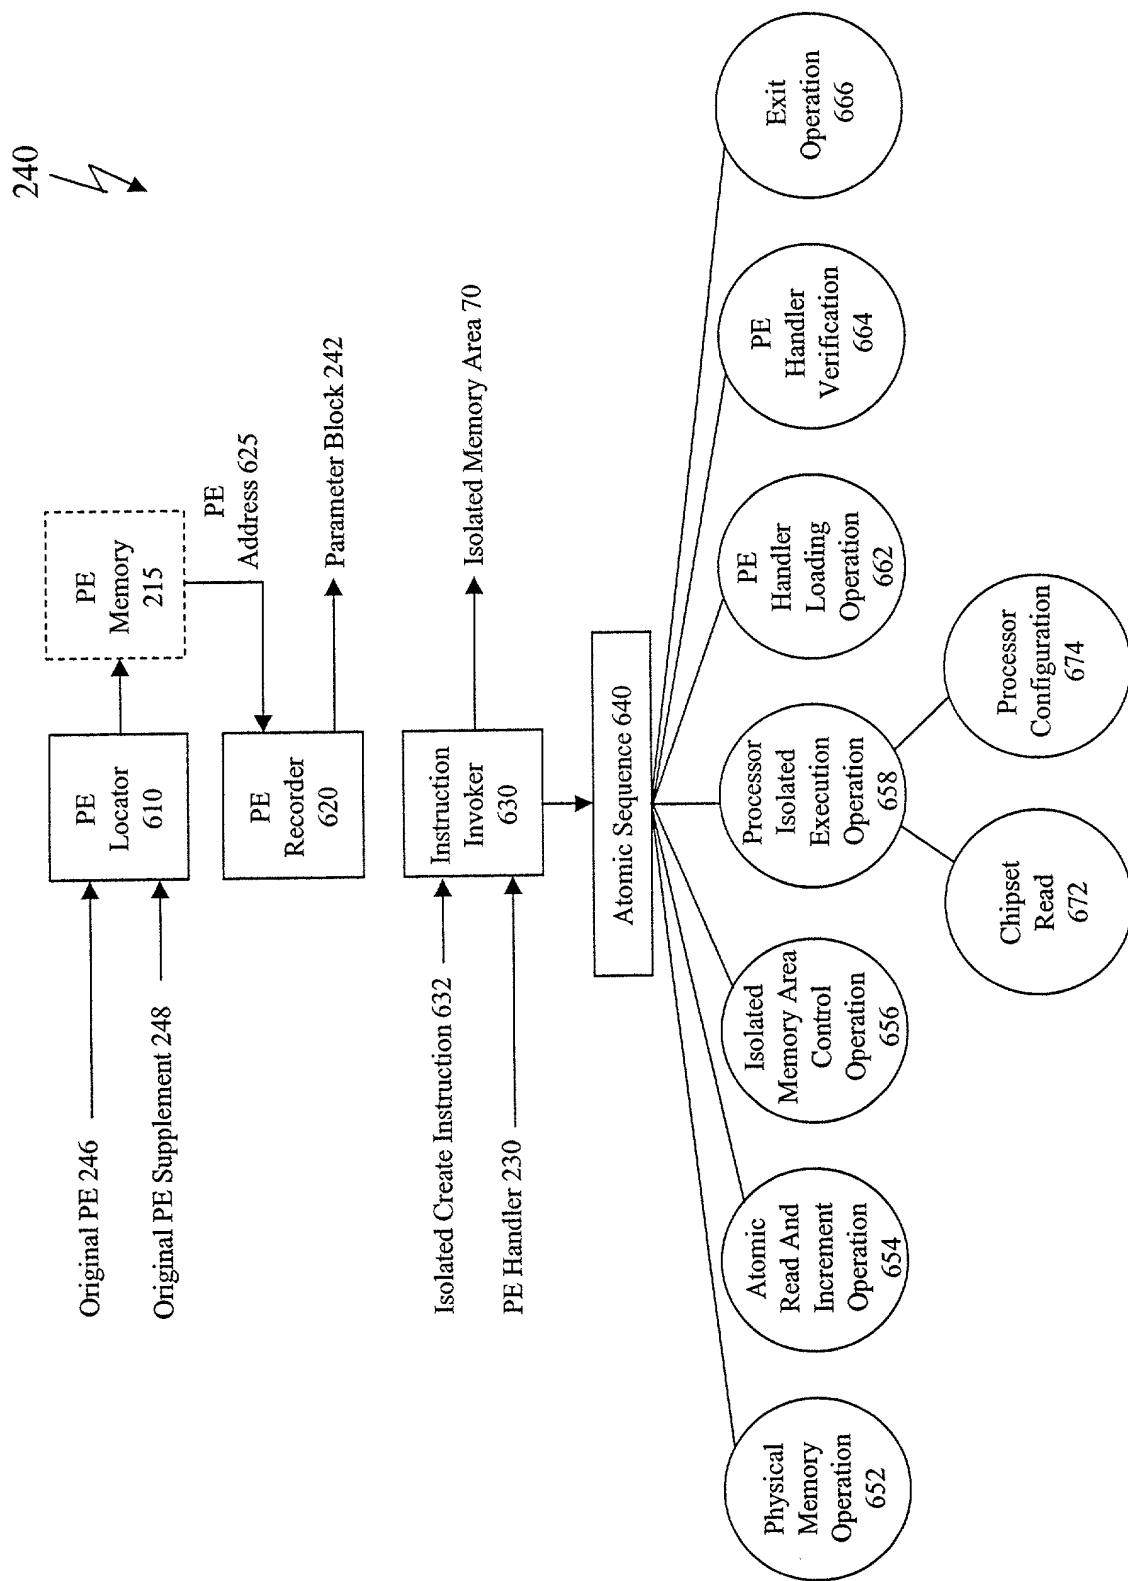 240
Original PE 246
Original PE Supplement 248
PE
Locator
610
PE
Memory
215
PE
Address 625
PE
Recorder
620
Parameter Block 242
Isolated Create Instruction 632
PE Handler 230
Instruction
Invoker
630
Isolated Memory Area 70
Atomic Sequence 640
Physical
Memory
Operation
652
Atomic
Read And
Increment
Operation
654
Isolated
Memory Area
Control
Operation
656
Processor
Isolated
Execution
Operation
658
PE
Handler
Loading
Operation
662
PE
Handler
Verification
664
Exit
Operation
666
Chipset
Read
672
Processor
Configuration
674